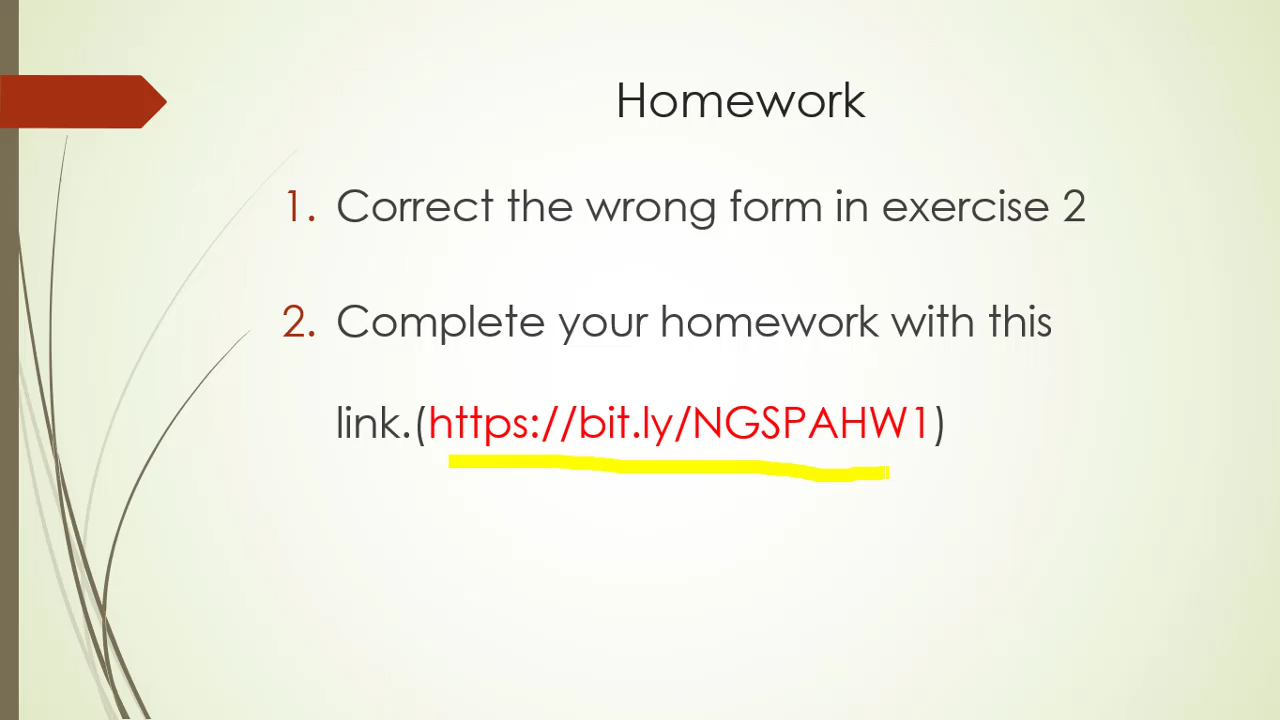 Homework
1. Correct the wrong form in exercise 2
2. Complete your homework with this
link.(https://bit.ly/NGSPAHW1)